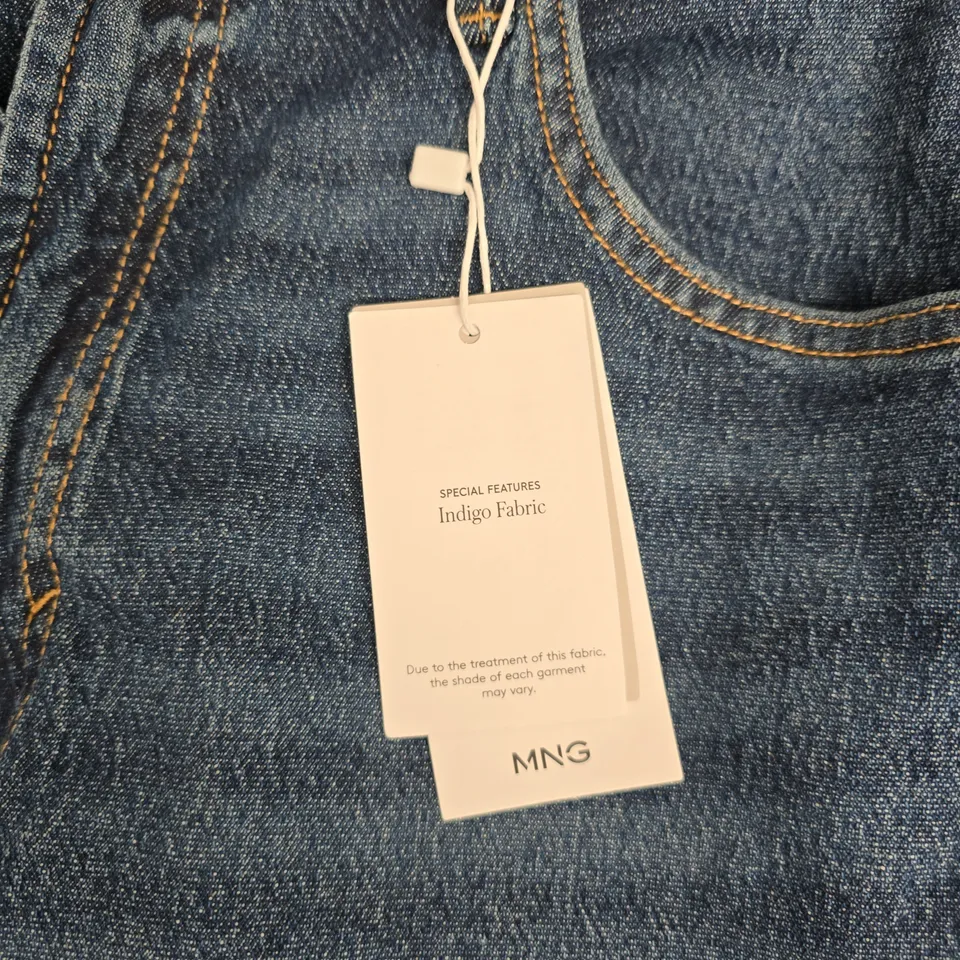 SPECIAL FEATURES
Indigo Fabric
Due to the treatment of this fabric,
the shade of each garment
may vary.
MNG